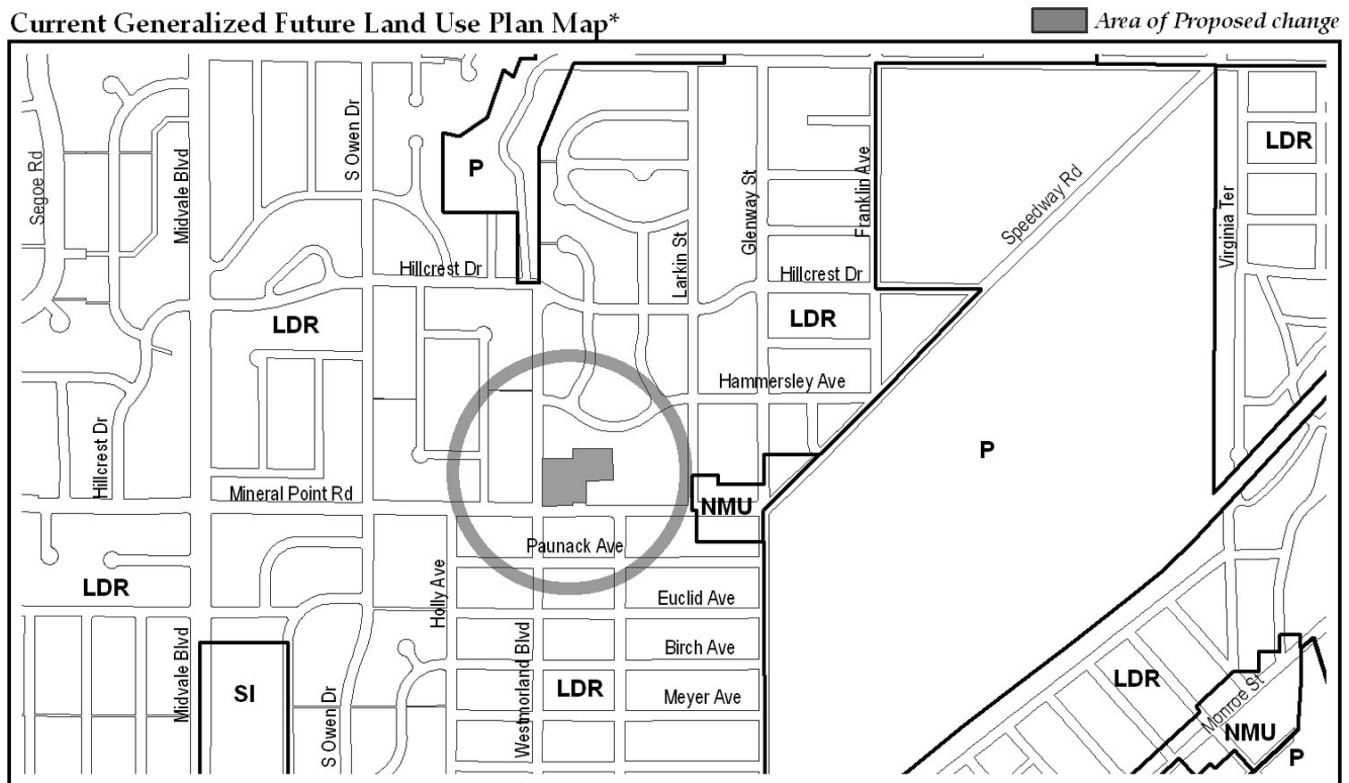 Current Generalized Future Land Use Plan Map*
Area of Proposed change
Segoe Rd
Midvale Blvd
S Owen Dr
P
Larkin St
Glenway St
Franklin Ave
Speedway Rd
Virginia Ter
LDR
Hillcrest Dr
Hillcrest Dr
LDR
LDR
Hammersley Ave
Hillcrest Dr
Mineral Point Rd
P
NMU
Paunack Ave
LDR
Holly Ave
Euclid Ave
Birch Ave
Midvale Blvd
SI
S Owen Dr
Westmorland Blvd
LDR
Meyer Ave
LDR
Monroe St
NMU
P